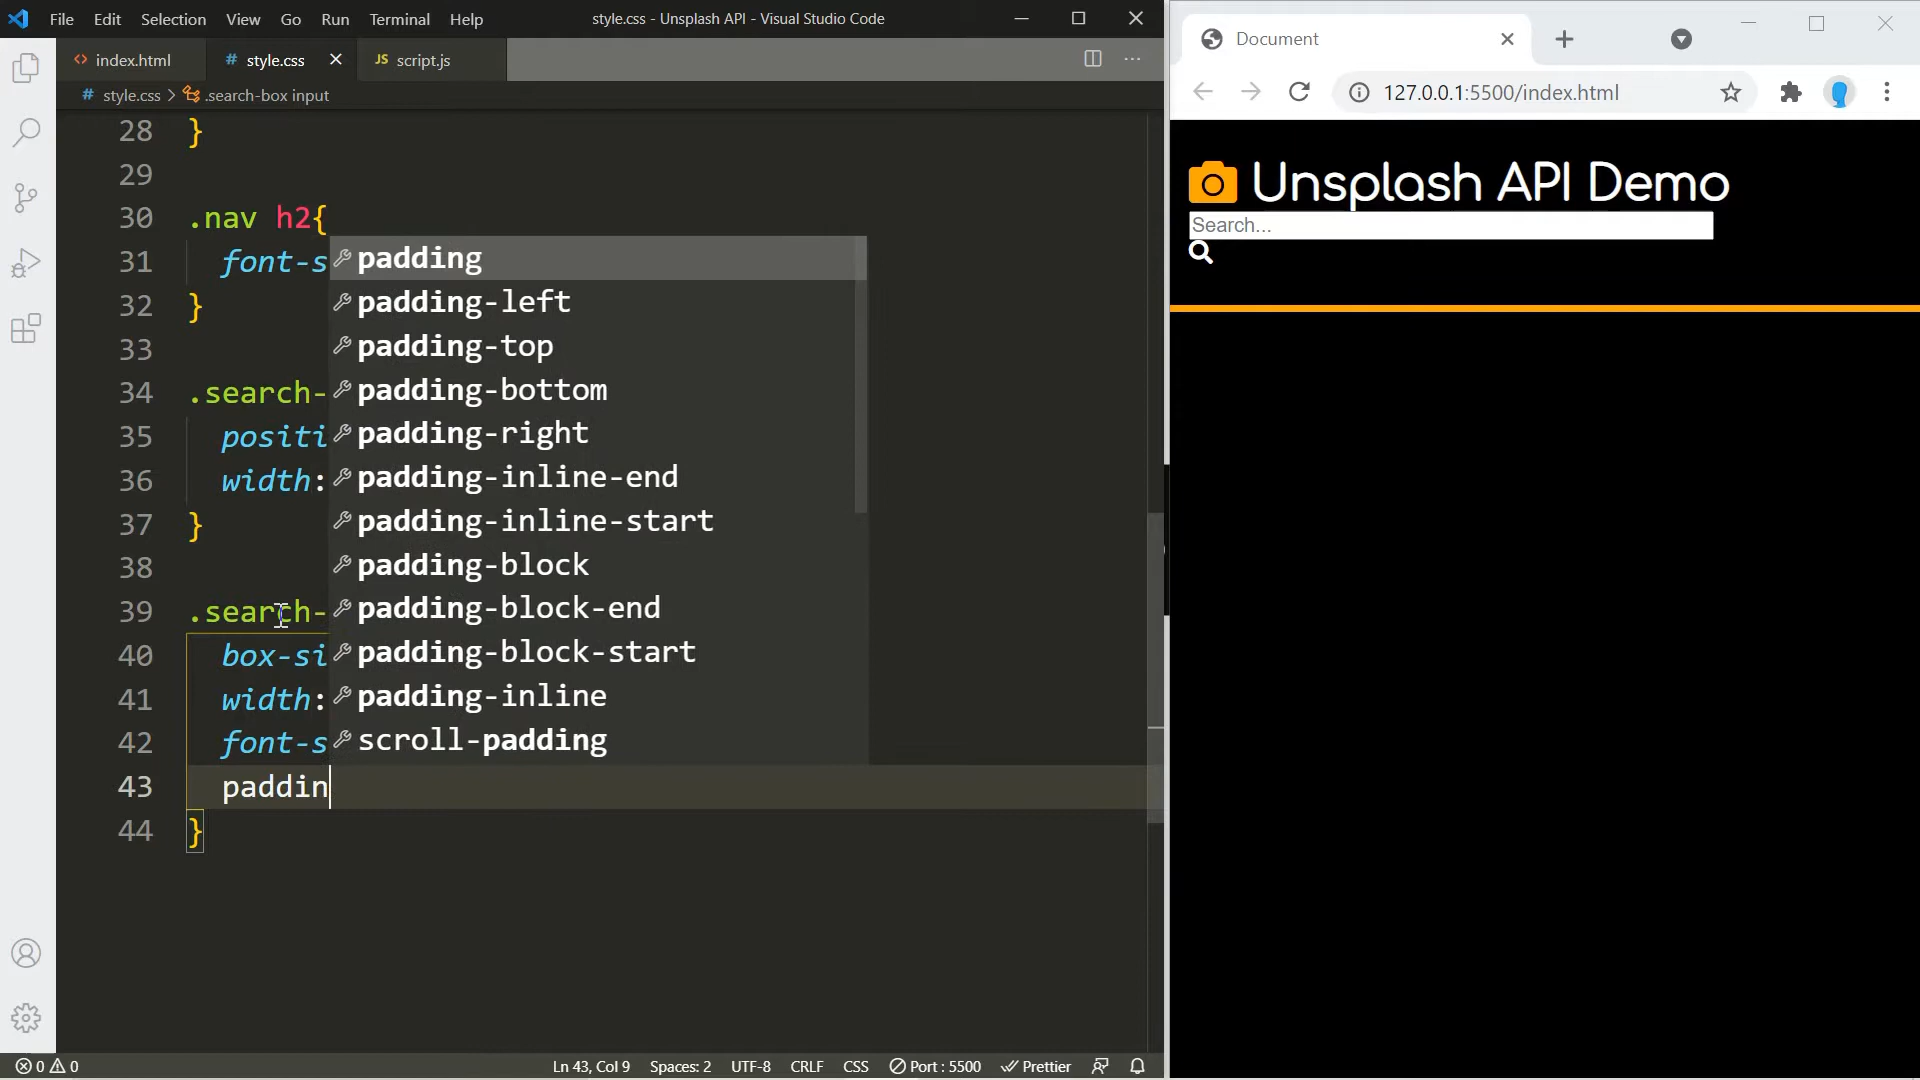 File Edit Selection View Go Run Terminal Help style.css - Unsplash API - Visual Studio Code
index.html # style.css JS script.js
# style.css > .search-box input
28 }
29
30 .nav h2{
31 font-s
32 }
33
34 .search-
35 positi
36 width:
37 }
38
39 .search-
40 box-si
41 width:
42 font-s
43 paddin
44 }
padding
padding-left
padding-top
padding-bottom
padding-right
padding-inline-end
padding-inline-start
padding-block
padding-block-end
padding-block-start
padding-inline
scroll-padding
0 0 Ln 43, Col 9 Spaces: 2 UTF-8 CRLF CSS Port : 5500 Prettier
Document
127.0.0.1:5500/index.html
Unsplash API Demo
Search...